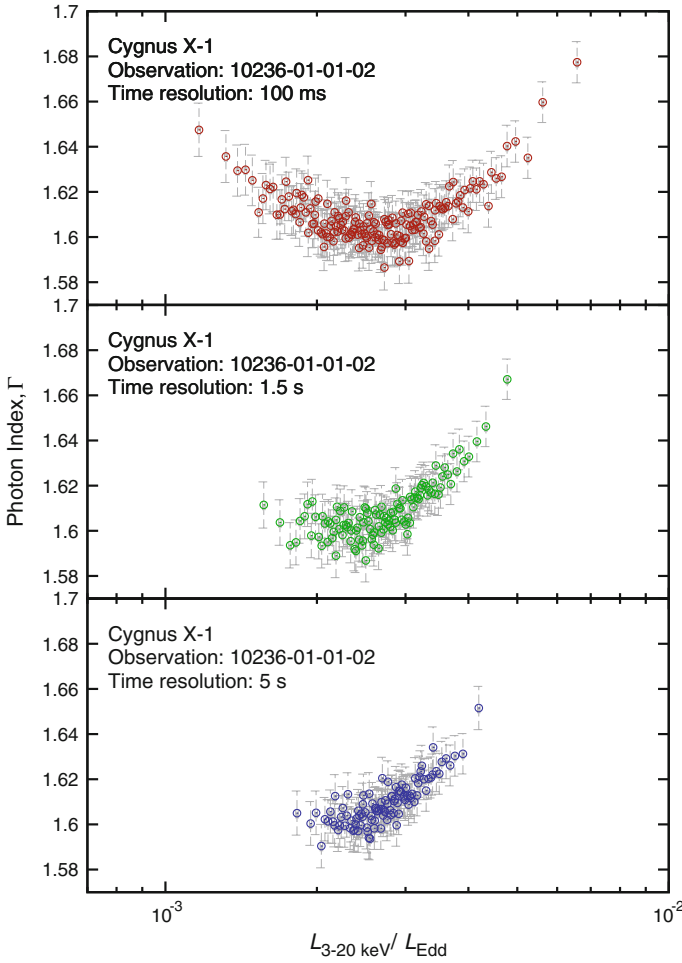 1.7
Cygnus X-1
Observation: 10236-01-01-02
Time resolution: 100 ms
1.68
1.66
1.64
1.62
1.6
1.58
1.7
Cygnus X-1
Observation: 10236-01-01-02
Time resolution: 1.5 s
1.68
1.66
1.64
1.62
1.6
1.58
Photon Index, Γ
1.7
Cygnus X-1
Observation: 10236-01-01-02
Time resolution: 5 s
1.68
1.66
1.64
1.62
1.6
1.58
10⁻³ 10⁻²
L₃₋₂₀ keV/ LEdd